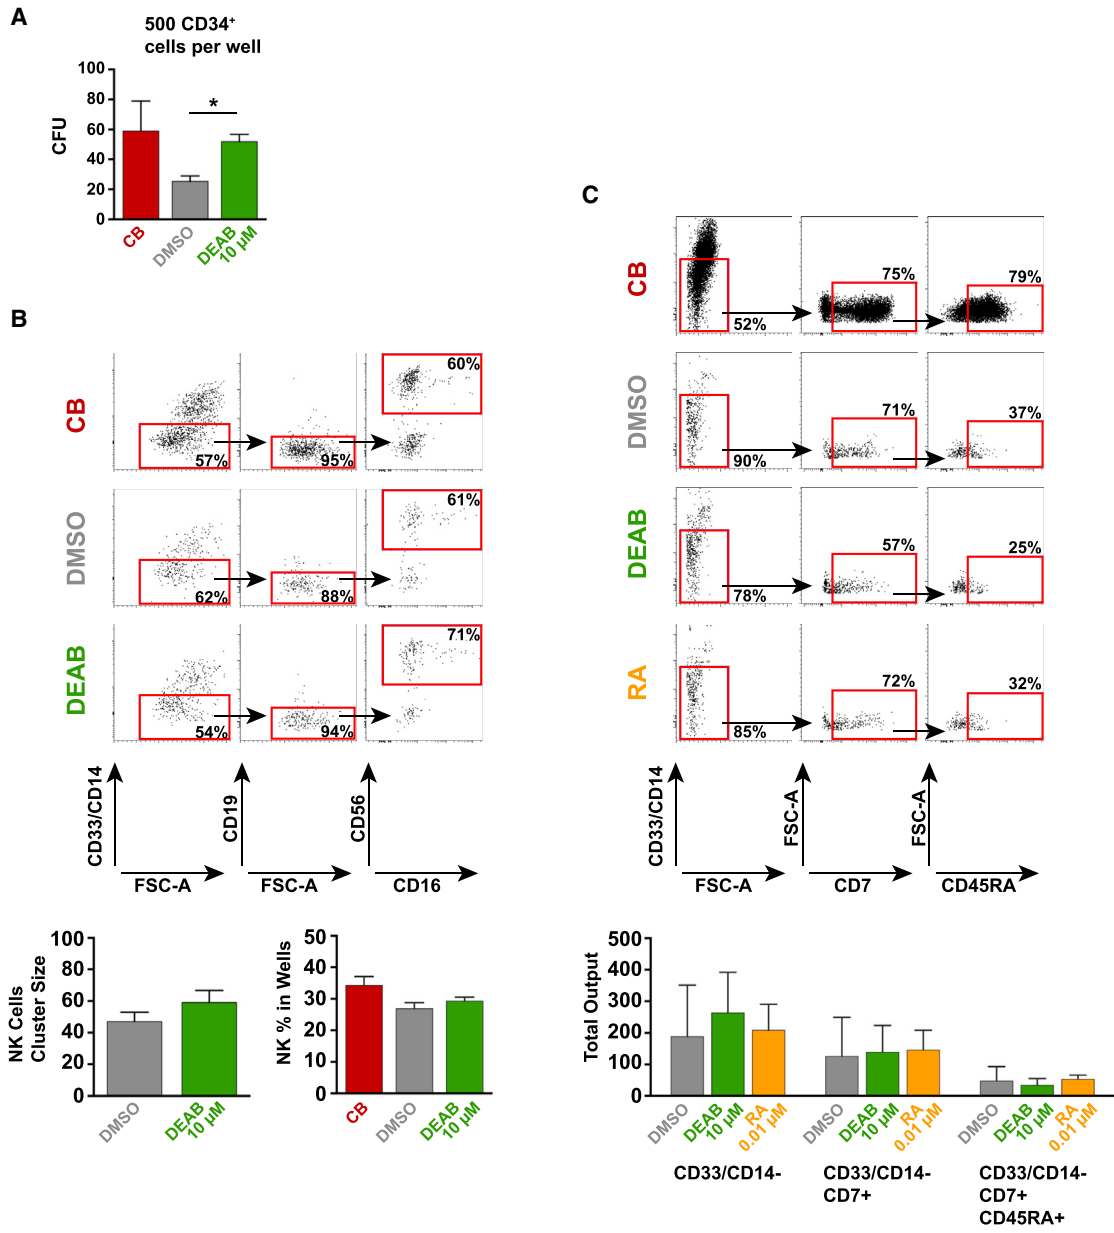 A
500 CD34+
cells per well
CFU
100
80
60
40
20
0
*
CB
DMSO
DEAB
10 µM
B
CB
57%
95%
60%
DMSO
62%
88%
61%
DEAB
54%
94%
71%
CD33/CD14
FSC-A
CD19
FSC-A
CD56
CD16
NK Cells
Cluster Size
100
80
60
40
20
0
DMSO
DEAB
10 µM
NK % in Wells
50
40
30
20
10
0
CB
DMSO
DEAB
10 µM
C
CB
52%
75%
79%
DMSO
90%
71%
37%
DEAB
78%
57%
25%
RA
85%
72%
32%
CD33/CD14
FSC-A
FSC-A
CD7
FSC-A
CD45RA
Total Output
500
400
300
200
100
0
DMSO
DEAB
10 µM
RA
0.01 µM
DMSO
DEAB
10 µM
RA
0.01 µM
DMSO
DEAB
10 µM
RA
0.01 µM
CD33/CD14-
CD33/CD14-
CD7+
CD33/CD14-
CD7+
CD45RA+